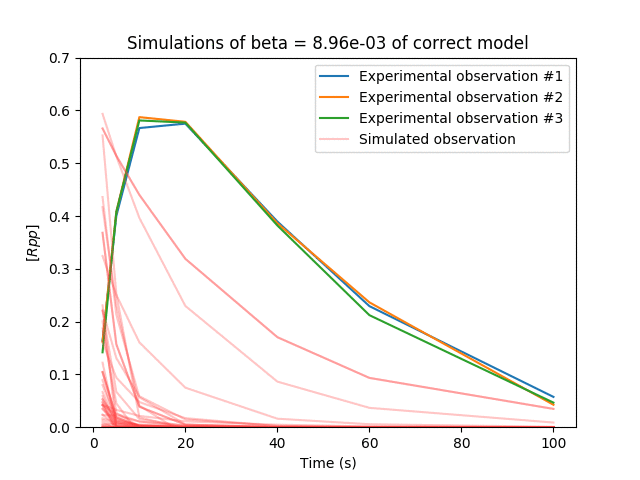 Simulations of beta = 8.96e-03 of correct model
Experimental observation #1
Experimental observation #2
Experimental observation #3
Simulated observation
[Rpp]
0.7
0.6
0.5
0.4
0.3
0.2
0.1
0.0
0 20 40 60 80 100
Time (s)